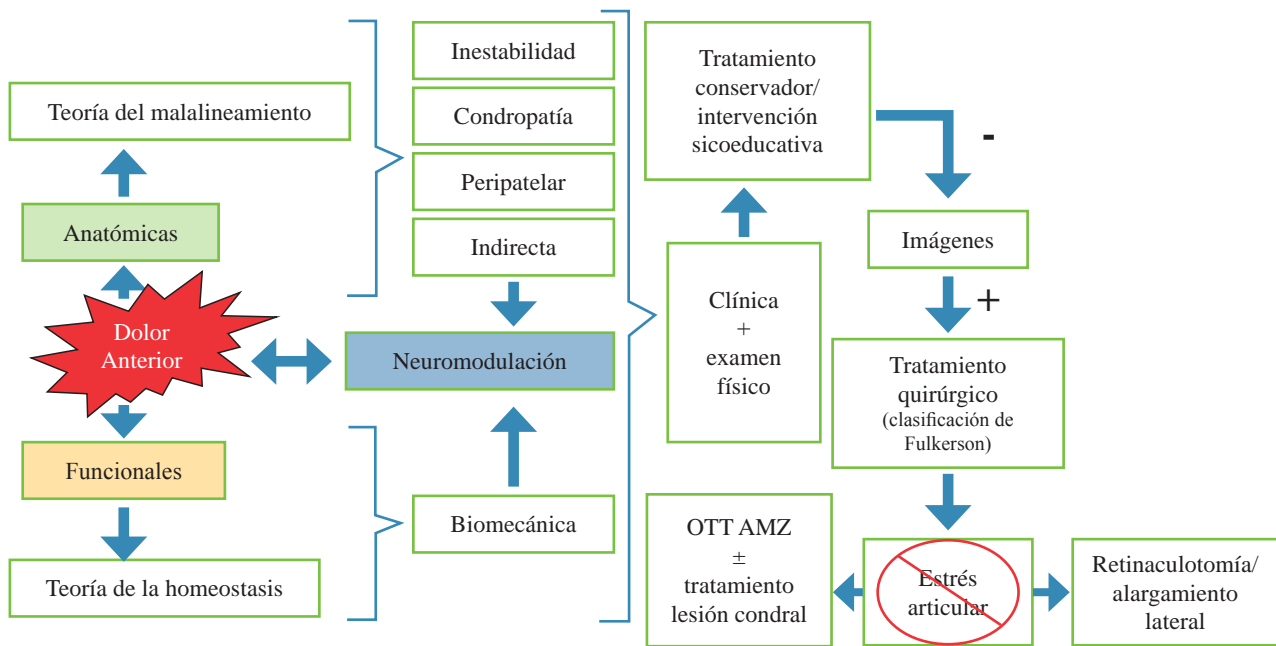 Teoría del malalineamiento
Anatómicas
Dolor
Anterior
Funcionales
Teoría de la homeostasis
Inestabilidad
Condropatía
Peripatelar
Indirecta
Neuromodulación
Biomecánica
Tratamiento
conservador/
intervención
sicoeducativa
-
Clínica
+
examen
físico
Imágenes
+
Tratamiento
quirúrgico
(clasificación de
Fulkerson)
OTT AMZ
±
tratamiento
lesión condral
Estrés
articular
Retinaculotomía/
alargamiento
lateral